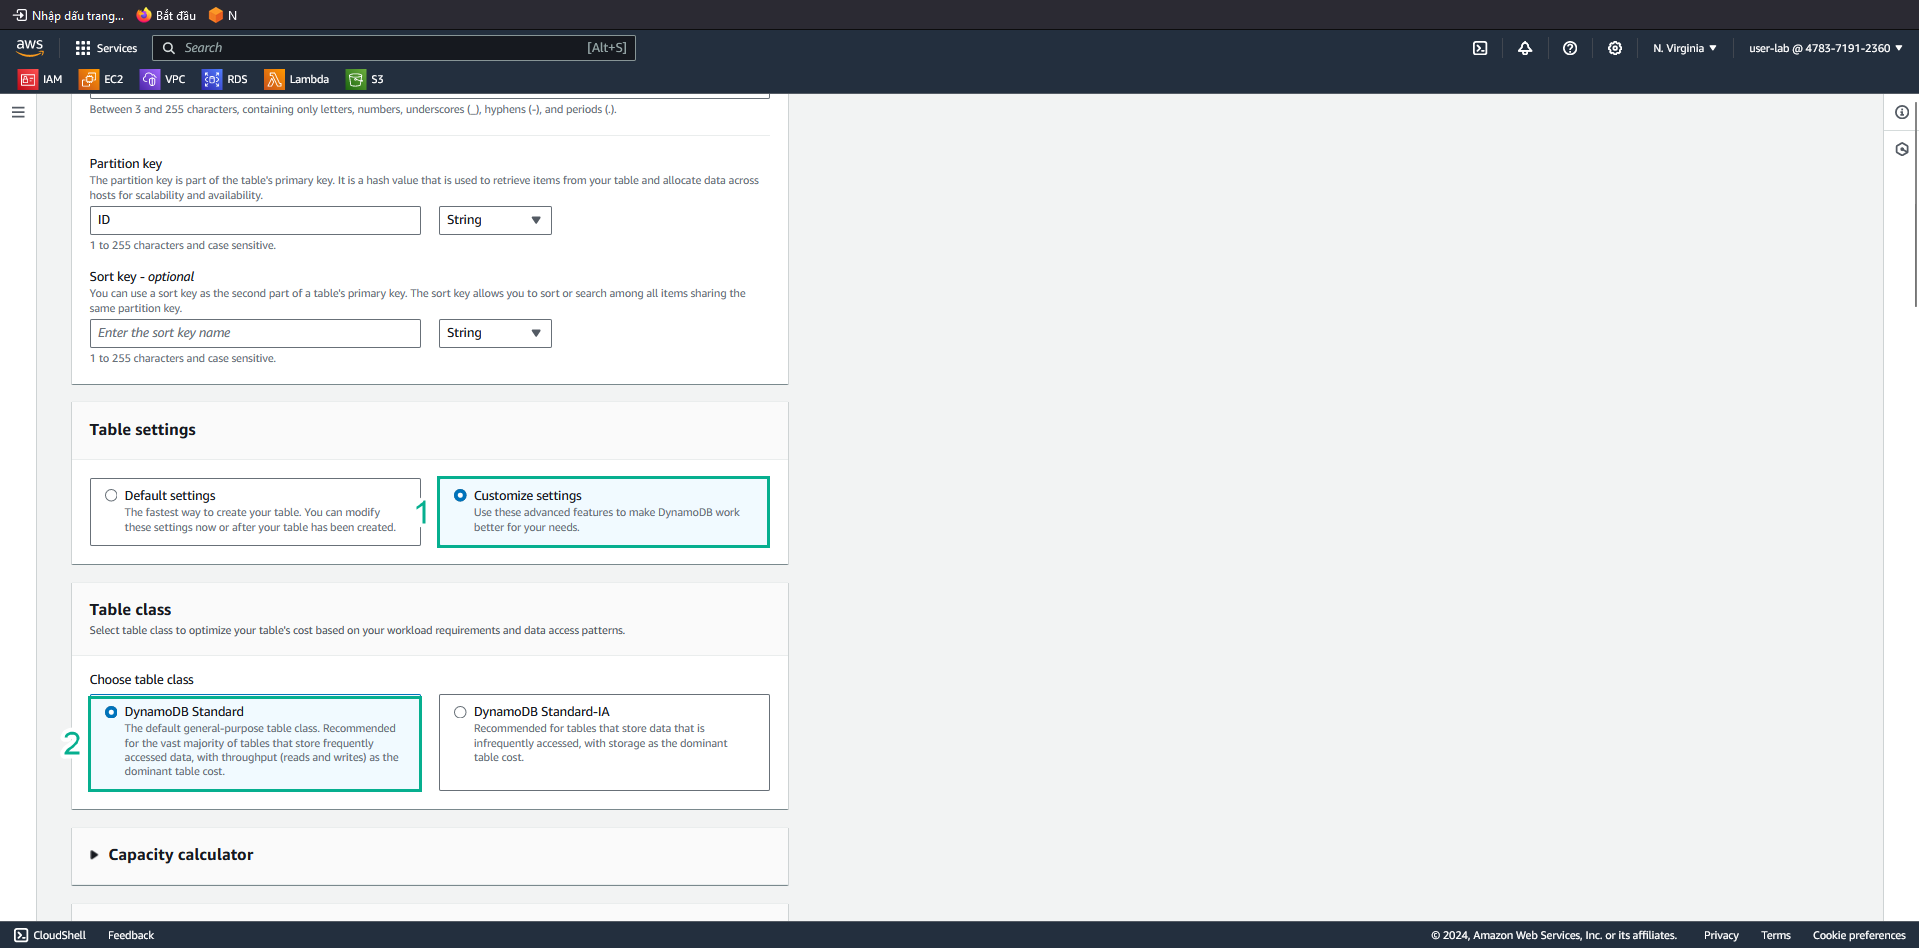 Nhập dấu trang... Bắt đầu N
aws Services Search [Alt+S] N. Virginia user-lab @ 4783-7191-2360
IAM EC2 VPC RDS Lambda S3
Between 3 and 255 characters, containing only letters, numbers, underscores (_), hyphens (-), and periods (.).
Partition key
The partition key is part of the table's primary key. It is a hash value that is used to retrieve items from your table and allocate data across
hosts for scalability and availability.
ID String
1 to 255 characters and case sensitive.
Sort key - optional
You can use a sort key as the second part of a table's primary key. The sort key allows you to sort or search among all items sharing the
same partition key.
Enter the sort key name String
1 to 255 characters and case sensitive.
Table settings
Default settings
The fastest way to create your table. You can modify
these settings now or after your table has been created.
1
Customize settings
Use these advanced features to make DynamoDB work
better for your needs.
Table class
Select table class to optimize your table's cost based on your workload requirements and data access patterns.
Choose table class
2
DynamoDB Standard
The default general-purpose table class. Recommended
for the vast majority of tables that store frequently
accessed data, with throughput (reads and writes) as the
dominant table cost.
DynamoDB Standard-IA
Recommended for tables that store data that is
infrequently accessed, with storage as the dominant
table cost.
Capacity calculator
CloudShell Feedback © 2024, Amazon Web Services, Inc. or its affiliates. Privacy Terms Cookie preferences